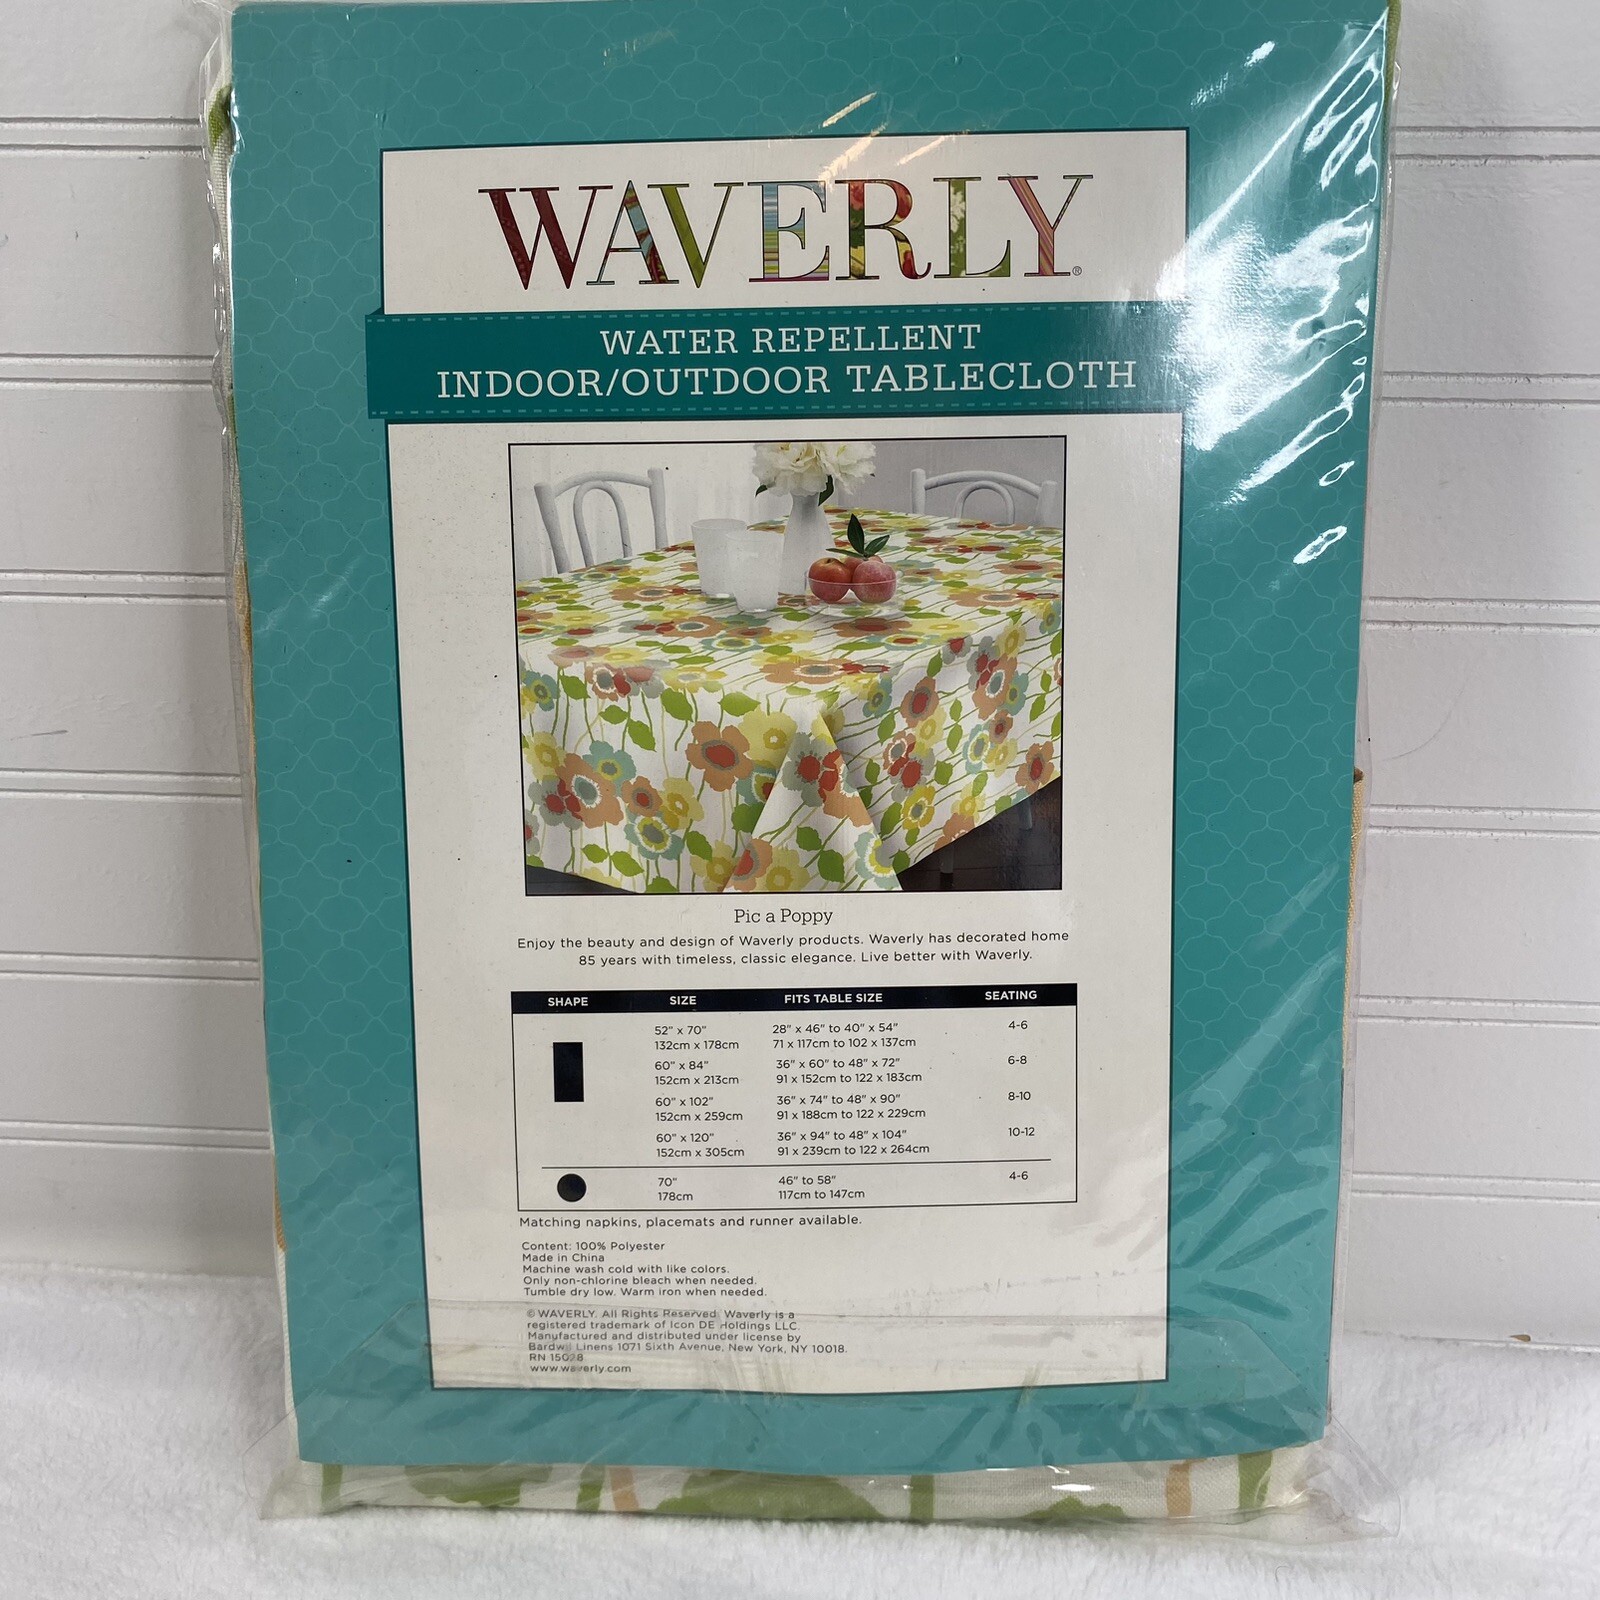 WAVERLY®
WATER REPELLENT
INDOOR/OUTDOOR TABLECLOTH
Pic a Poppy
Enjoy the beauty and design of Waverly products. Waverly has decorated home
85 years with timeless, classic elegance. Live better with Waverly.
SHAPE SIZE FITS TABLE SIZE SEATING
52" x 70" 28" x 46" to 40" x 54" 4-6
132cm x 178cm 71 x 117cm to 102 x 137cm
60" x 84" 36" x 60" to 48" x 72" 6-8
152cm x 213cm 91 x 152cm to 122 x 183cm
60" x 102" 36" x 74" to 48" x 90" 8-10
152cm x 259cm 91 x 188cm to 122 x 229cm
60" x 120" 36" x 94" to 48" x 104" 10-12
152cm x 305cm 91 x 239cm to 122 x 264cm
70" 46" to 58" 4-6
178cm 117cm to 147cm
Matching napkins, placemats and runner available.
Content: 100% Polyester
Made in China
Machine wash cold with like colors.
Only non-chlorine bleach when needed.
Tumble dry low. Warm iron when needed.
© WAVERLY. All Rights Reserved. Waverly is a
registered trademark of Icon DE Holdings LLC.
Manufactured and distributed under license by
Bardwil Linens 1071 Sixth Avenue, New York, NY 10018.
RN 15028
www.waverly.com